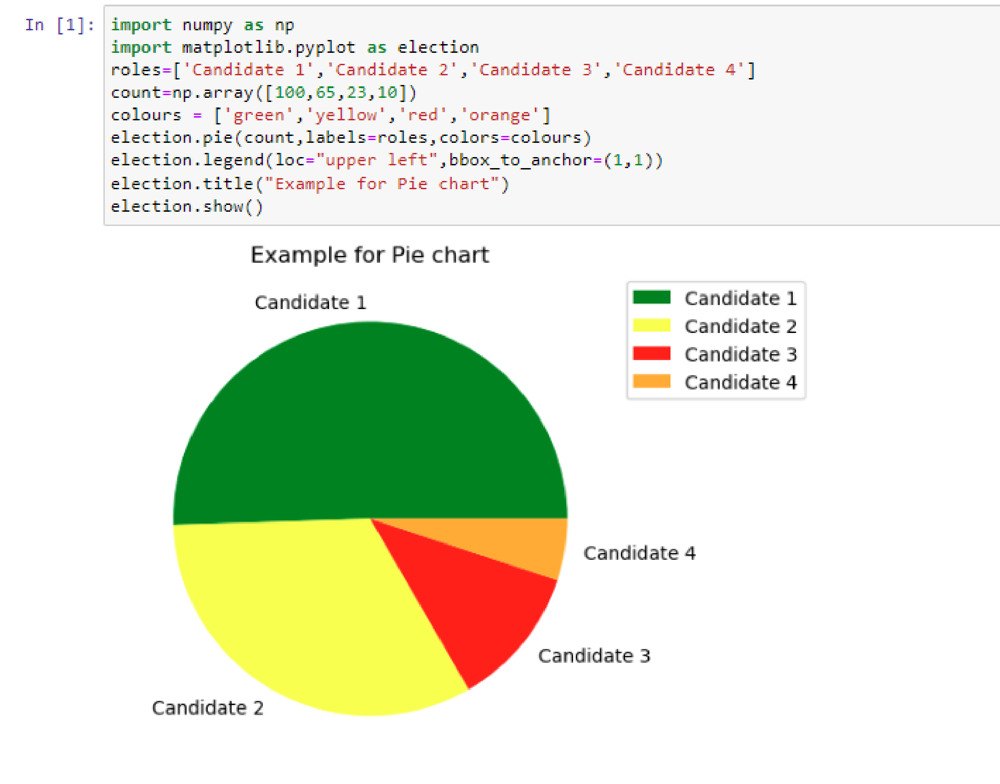 In [1]:
import numpy as np
import matplotlib.pyplot as election
roles=['Candidate 1','Candidate 2','Candidate 3','Candidate 4']
count=np.array([100,65,23,10])
colours = ['green','yellow','red','orange']
election.pie(count,labels=roles,colors=colours)
election.legend(loc="upper left",bbox_to_anchor=(1,1))
election.title("Example for Pie chart")
election.show()
Example for Pie chart
Candidate 1
Candidate 1
Candidate 2
Candidate 3
Candidate 4
Candidate 4
Candidate 3
Candidate 2